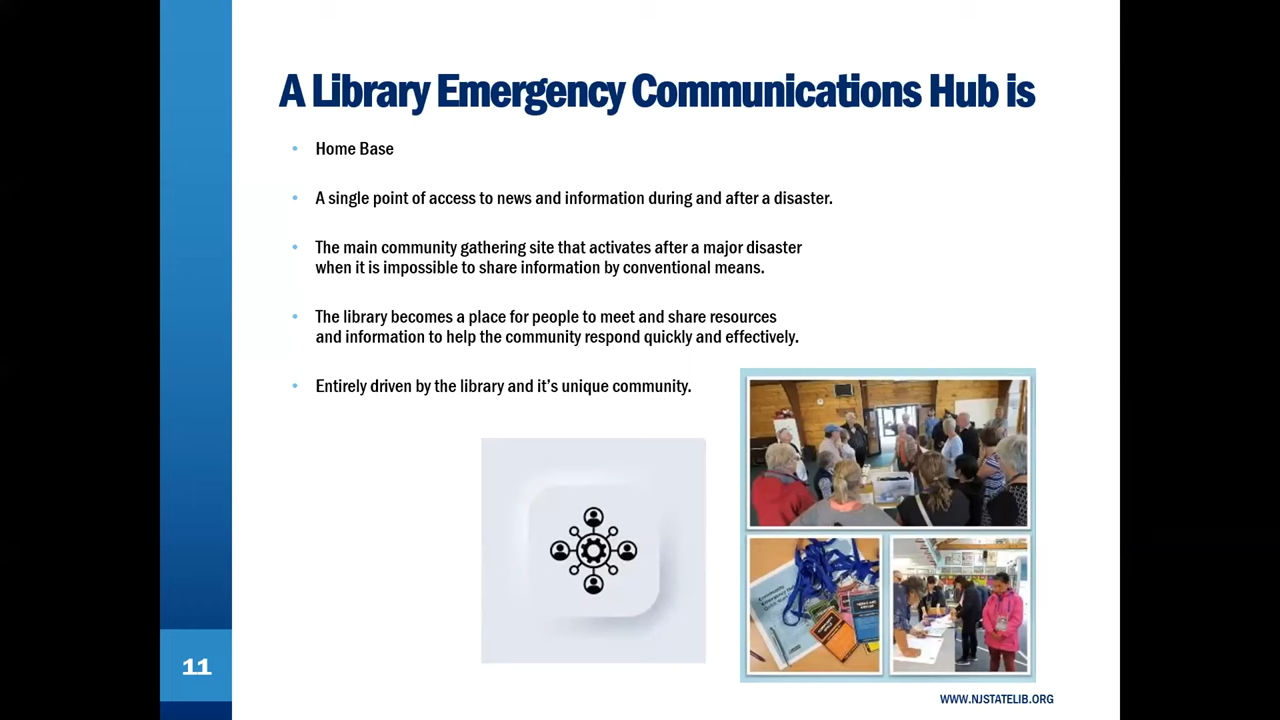 A Library Emergency Communications Hub is
• Home Base
• A single point of access to news and information during and after a disaster.
• The main community gathering site that activates after a major disaster
when it is impossible to share information by conventional means.
• The library becomes a place for people to meet and share resources
and information to help the community respond quickly and effectively.
• Entirely driven by the library and it's unique community.
Community
Emergency Hub
11
WWW.NJSTATELIB.ORG